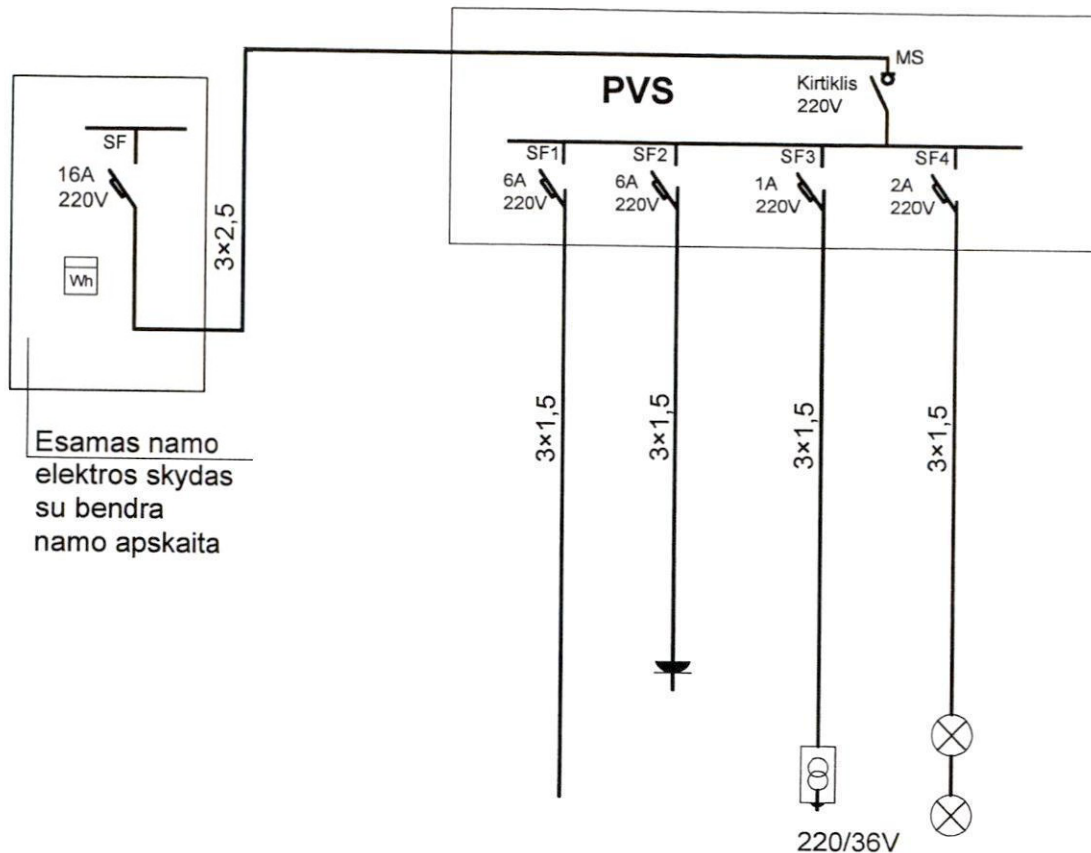 MS
PVS
Kirtiklis
220V
SF
16A
220V
3×2,5
Wh
SF1
6A
220V
SF2
6A
220V
SF3
1A
220V
SF4
2A
220V
3×1,5
3×1,5
3×1,5
3×1,5
Esamas namo
elektros skydas
su bendra
namo apskaita
220/36V